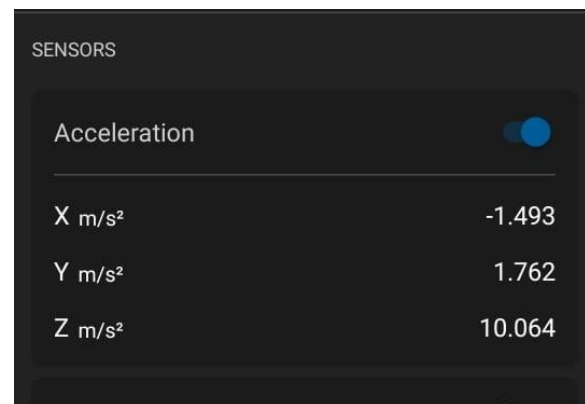 SENSORS
Acceleration
X m/s² -1.493
Y m/s² 1.762
Z m/s² 10.064